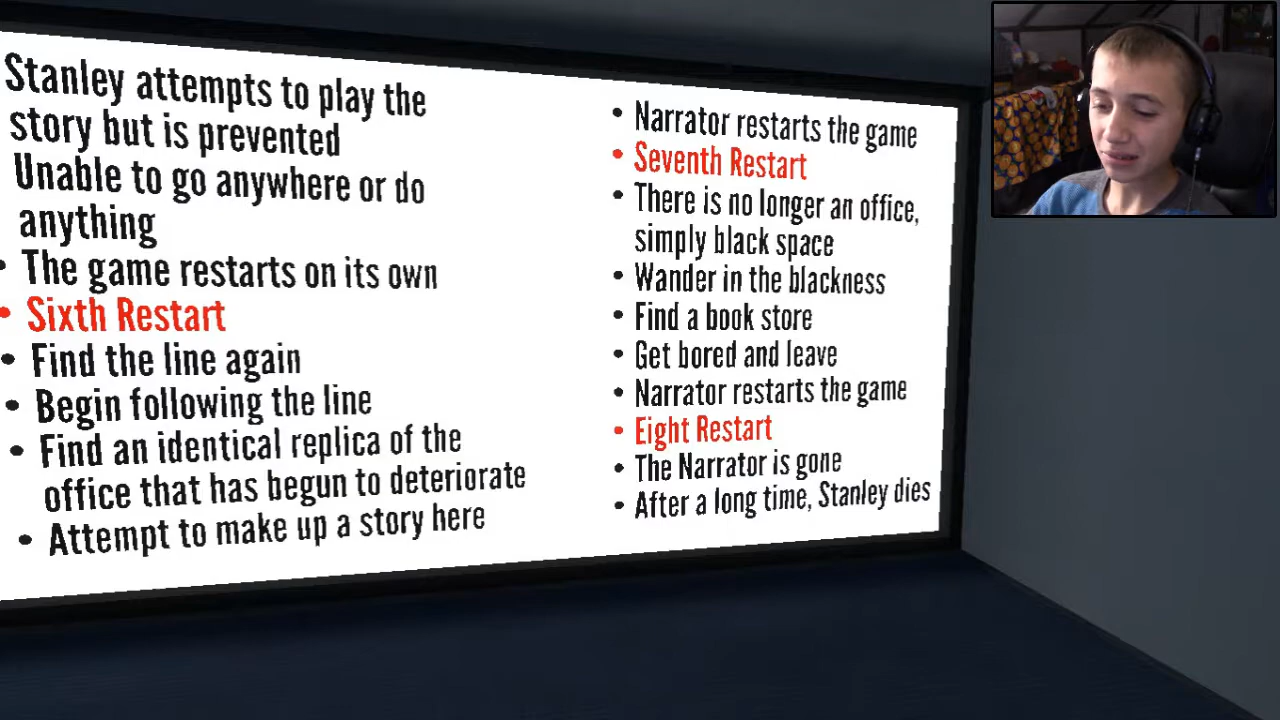 Stanley attempts to play the
story but is prevented
Unable to go anywhere or do
anything
• The game restarts on its own
• Sixth Restart
• Find the line again
• Begin following the line
• Find an identical replica of the
office that has begun to deteriorate
• Attempt to make up a story here
• Narrator restarts the game
• Seventh Restart
• There is no longer an office,
simply black space
• Wander in the blackness
• Find a book store
• Get bored and leave
• Narrator restarts the game
• Eight Restart
• The Narrator is gone
• After a long time, Stanley dies